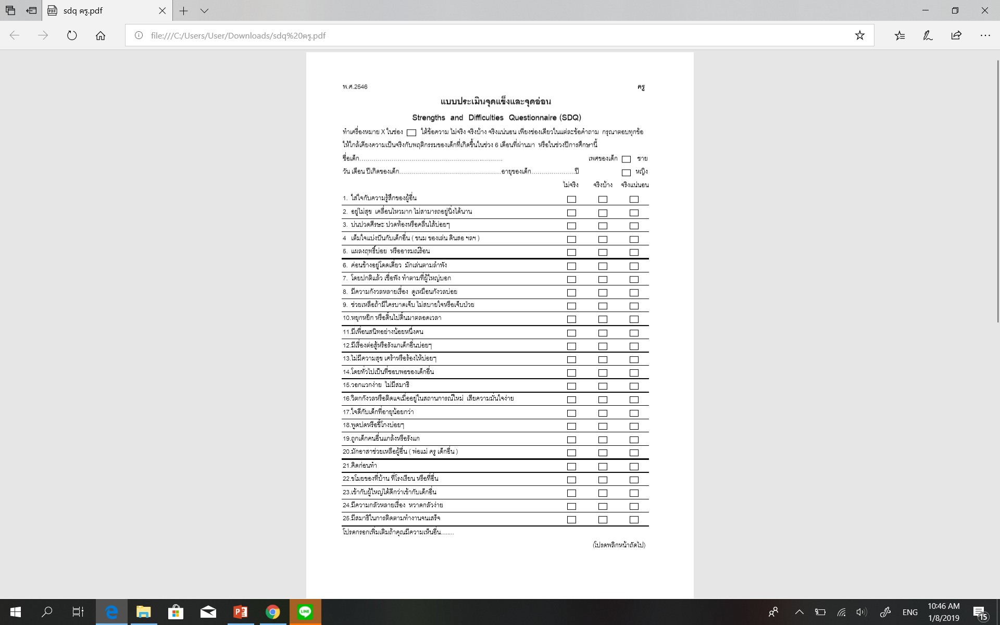 sdq ครู.pdf
file:///C:/Users/User/Downloads/sdq%20ครู.pdf
พ.ศ.2546 ครู
แบบประเมินจุดแข็งและจุดอ่อน
Strengths and Difficulties Questionnaire (SDQ)
ทำเครื่องหมาย X ในช่อง ใต้ข้อความ ไม่จริง จริงบ้าง จริงแน่นอน เพียงช่องเดียวในแต่ละข้อคำถาม กรุณาตอบทุกข้อ
ให้ใกล้เคียงความเป็นจริงกับพฤติกรรมของเด็กที่เกิดขึ้นในช่วง 6 เดือนที่ผ่านมา หรือในช่วงปีการศึกษานี้
ชื่อเด็ก........................................................................ เพศของเด็ก ชาย
วัน เดือน ปีเกิดของเด็ก...................................................อายุของเด็ก......................ปี หญิง
ไม่จริง จริงบ้าง จริงแน่นอน
1. ใส่ใจกับความรู้สึกของผู้อื่น
2. อยู่ไม่สุข เคลื่อนไหวมาก ไม่สามารถอยู่นิ่งได้นาน
3. บ่นปวดศีรษะ ปวดท้องหรือคลื่นไส้บ่อยๆ
4 เต็มใจแบ่งปันกับเด็กอื่น ( ขนม ของเล่น ดินสอ ฯลฯ )
5. แผลงฤทธิ์บ่อย หรืออารมณ์ร้อน
6. ค่อนข้างอยู่โดดเดี่ยว มักเล่นตามลำพัง
7. โดยปกติแล้ว เชื่อฟัง ทำตามที่ผู้ใหญ่บอก
8. มีความกังวลหลายเรื่อง ดูเหมือนกังวลบ่อย
9. ช่วยเหลือถ้ามีใครบาดเจ็บ ไม่สบายใจหรือเจ็บป่วย
10.หยุกหยิก หรือดิ้นไปดิ้นมาตลอดเวลา
11.มีเพื่อนสนิทอย่างน้อยหนึ่งคน
12.มีเรื่องต่อสู้หรือรังแกเด็กอื่นบ่อยๆ
13.ไม่มีความสุข เศร้าหรือร้องไห้บ่อยๆ
14.โดยทั่วไปเป็นที่ชอบพอของเด็กอื่น
15.วอกแวกง่าย ไม่มีสมาธิ
16.วิตกกังวลหรือติดแจเมื่ออยู่ในสถานการณ์ใหม่ เสียความมั่นใจง่าย
17.ใจดีกับเด็กที่อายุน้อยกว่า
18.พูดปดหรือขี้โกงบ่อยๆ
19.ถูกเด็กคนอื่นแกล้งหรือรังแก
20.มักอาสาช่วยเหลือผู้อื่น ( พ่อแม่ ครู เด็กอื่น )
21.คิดก่อนทำ
22.ขโมยของที่บ้าน ที่โรงเรียน หรือที่อื่น
23.เข้ากับผู้ใหญ่ได้ดีกว่าเข้ากับเด็กอื่น
24.มีความกลัวหลายเรื่อง หวาดกลัวง่าย
25.มีสมาธิในการติดตามทำงานจนเสร็จ
โปรดกรอกเพิ่มเติมถ้าคุณมีความเห็นอื่น........
(โปรดพลิกหน้าถัดไป)
LINE
ENG
10:46 AM
1/8/2019
15